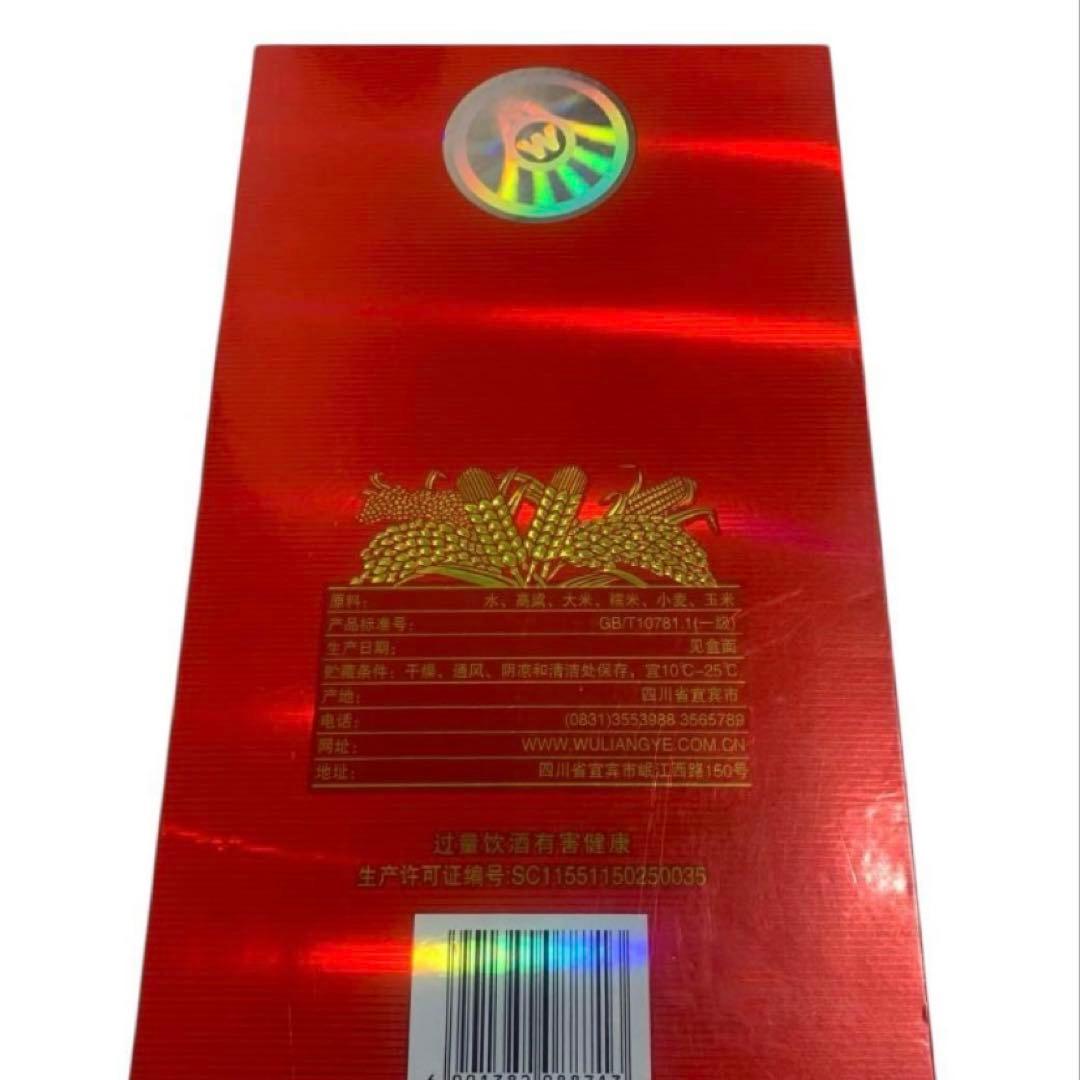 W
原料: 水、高粱、大米、糯米、小麦、玉米
产品标准号: GB/T10781.1(一级)
生产日期: 见盒面
贮藏条件: 干燥、通风、阴凉和清洁处保存，宜10℃-25℃
产地: 四川省宜宾市
电话: (0831)3553988 3565789
网址: WWW.WULIANGYE.COM.CN
地址: 四川省宜宾市岷江西路150号
过量饮酒有害健康
生产许可证编号:SC11551150250035